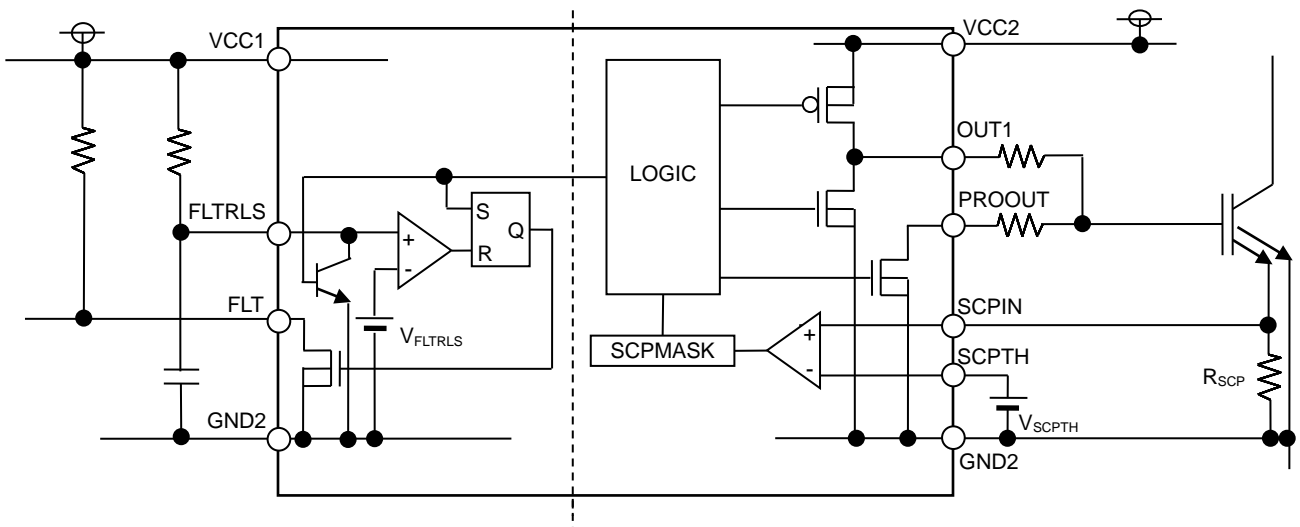 VCC1
VCC2
OUT1
LOGIC
PROOUT
FLTRLS
S
Q
R
+
-
FLT
VFLTRLS
SCPIN
+
SCPMASK
SCPTH
-
RSCP
VSCPTH
GND2
GND2